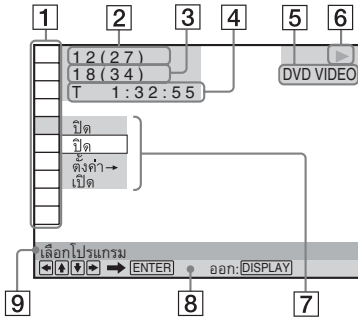 1 2 3 4 5 6
12(27)
18(34)
T 1:32:55
DVD VIDEO
ปิด
ปิด
ตั้งค่า →
เปิด
เลือกโปรแกรม
ENTER ออก: DISPLAY
9 8 7